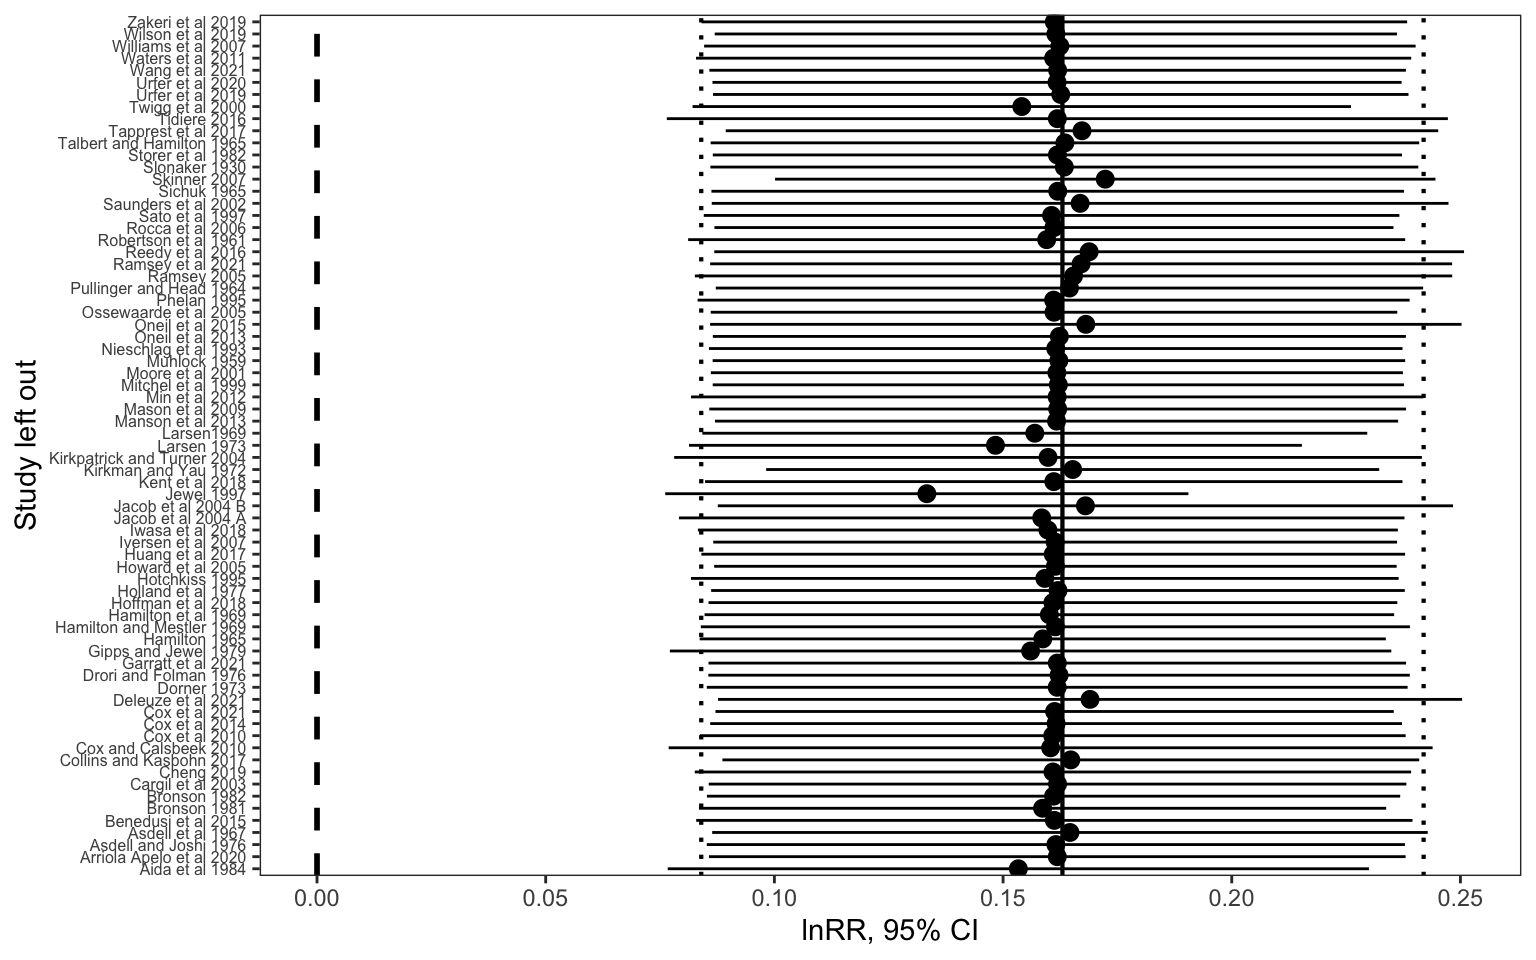 Zakeri et al 2019
Wilson et al 2019
Williams et al 2007
Waters et al 2011
Wang et al 2021
Urfer et al 2020
Urfer et al 2019
Twigg et al 2000
Tidiere 2016
Tapprest et al 2017
Talbert and Hamilton 1965
Storer et al 1982
Slonaker 1930
Skinner 2007
Sichuk 1965
Saunders et al 2002
Sato et al 1997
Rocca et al 2006
Robertson et al 1961
Reedy et al 2016
Ramsey et al 2021
Ramsey 2005
Pullinger and Head 1964
Phelan 1995
Ossewaarde et al 2005
Oneil et al 2015
Oneil et al 2013
Nieschlag et al 1993
Muhlock 1959
Moore et al 2001
Mitchel et al 1999
Min et al 2012
Mason et al 2009
Manson et al 2013
Larsen1969
Larsen 1973
Kirkpatrick and Turner 2004
Kirkman and Yau 1972
Kent et al 2018
Jewel 1997
Jacob et al 2004 B
Jacob et al 2004 A
Iwasa et al 2018
Iversen et al 2007
Huang et al 2017
Howard et al 2005
Hotchkiss 1995
Holland et al 1977
Hoffman et al 2018
Hamilton et al 1969
Hamilton and Mestler 1969
Hamilton 1965
Gipps and Jewel 1979
Garratt et al 2021
Drori and Folman 1976
Dorner 1973
Deleuze et al 2021
Cox et al 2021
Cox et al 2014
Cox et al 2010
Cox and Calsbeek 2010
Collins and Kasbohn 2017
Cheng 2019
Cargil et al 2003
Bronson 1982
Bronson 1981
Benedusi et al 2015
Asdell et al 1967
Asdell and Joshi 1976
Arriola Apelo et al 2020
Aida et al 1984
Study left out
0.00 0.05 0.10 0.15 0.20 0.25
lnRR, 95% CI